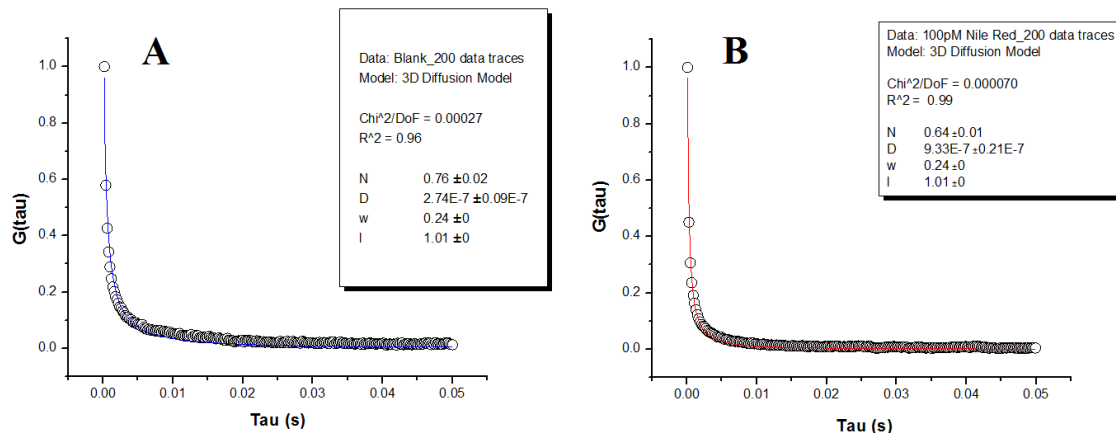 A
Data: Blank_200 data traces
Model: 3D Diffusion Model
Chi^2/DoF = 0.00027
R^2 = 0.96
N 0.76 ±0.02
D 2.74E-7 ±0.09E-7
w 0.24 ±0
l 1.01 ±0
G(tau)
1.0
0.8
0.6
0.4
0.2
0.0
0.00 0.01 0.02 0.03 0.04 0.05
Tau (s)
B
Data: 100pM Nile Red_200 data traces
Model: 3D Diffusion Model
Chi^2/DoF = 0.000070
R^2 = 0.99
N 0.64 ±0.01
D 9.33E-7 ±0.21E-7
w 0.24 ±0
l 1.01 ±0
G(tau)
1.0
0.8
0.6
0.4
0.2
0.0
0.00 0.01 0.02 0.03 0.04 0.05
Tau (s)